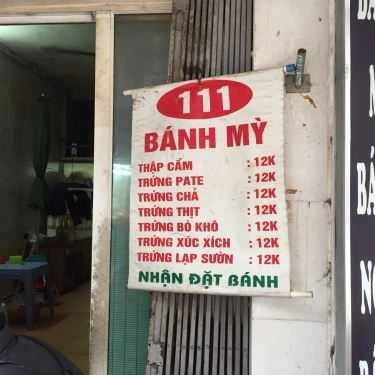 111
BÁNH MỲ
THẬP CẨM : 12K
TRỨNG PATE : 12K
TRỨNG CHẢ : 12K
TRỨNG THỊT : 12K
TRỨNG BÒ KHÔ : 12K
TRỨNG XÚC XÍCH : 12K
TRỨNG LẠP SƯỜN : 12K
NHẬN ĐẶT BÁNH